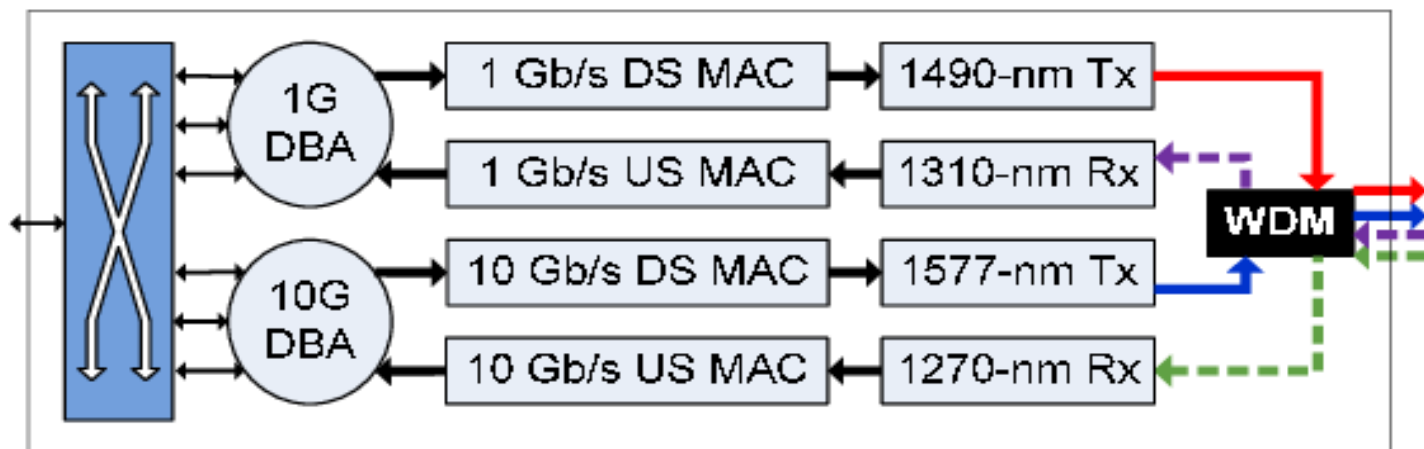 1G
DBA
1 Gb/s DS MAC
1490-nm Tx
1 Gb/s US MAC
1310-nm Rx
WDM
10G
DBA
10 Gb/s DS MAC
1577-nm Tx
10 Gb/s US MAC
1270-nm Rx